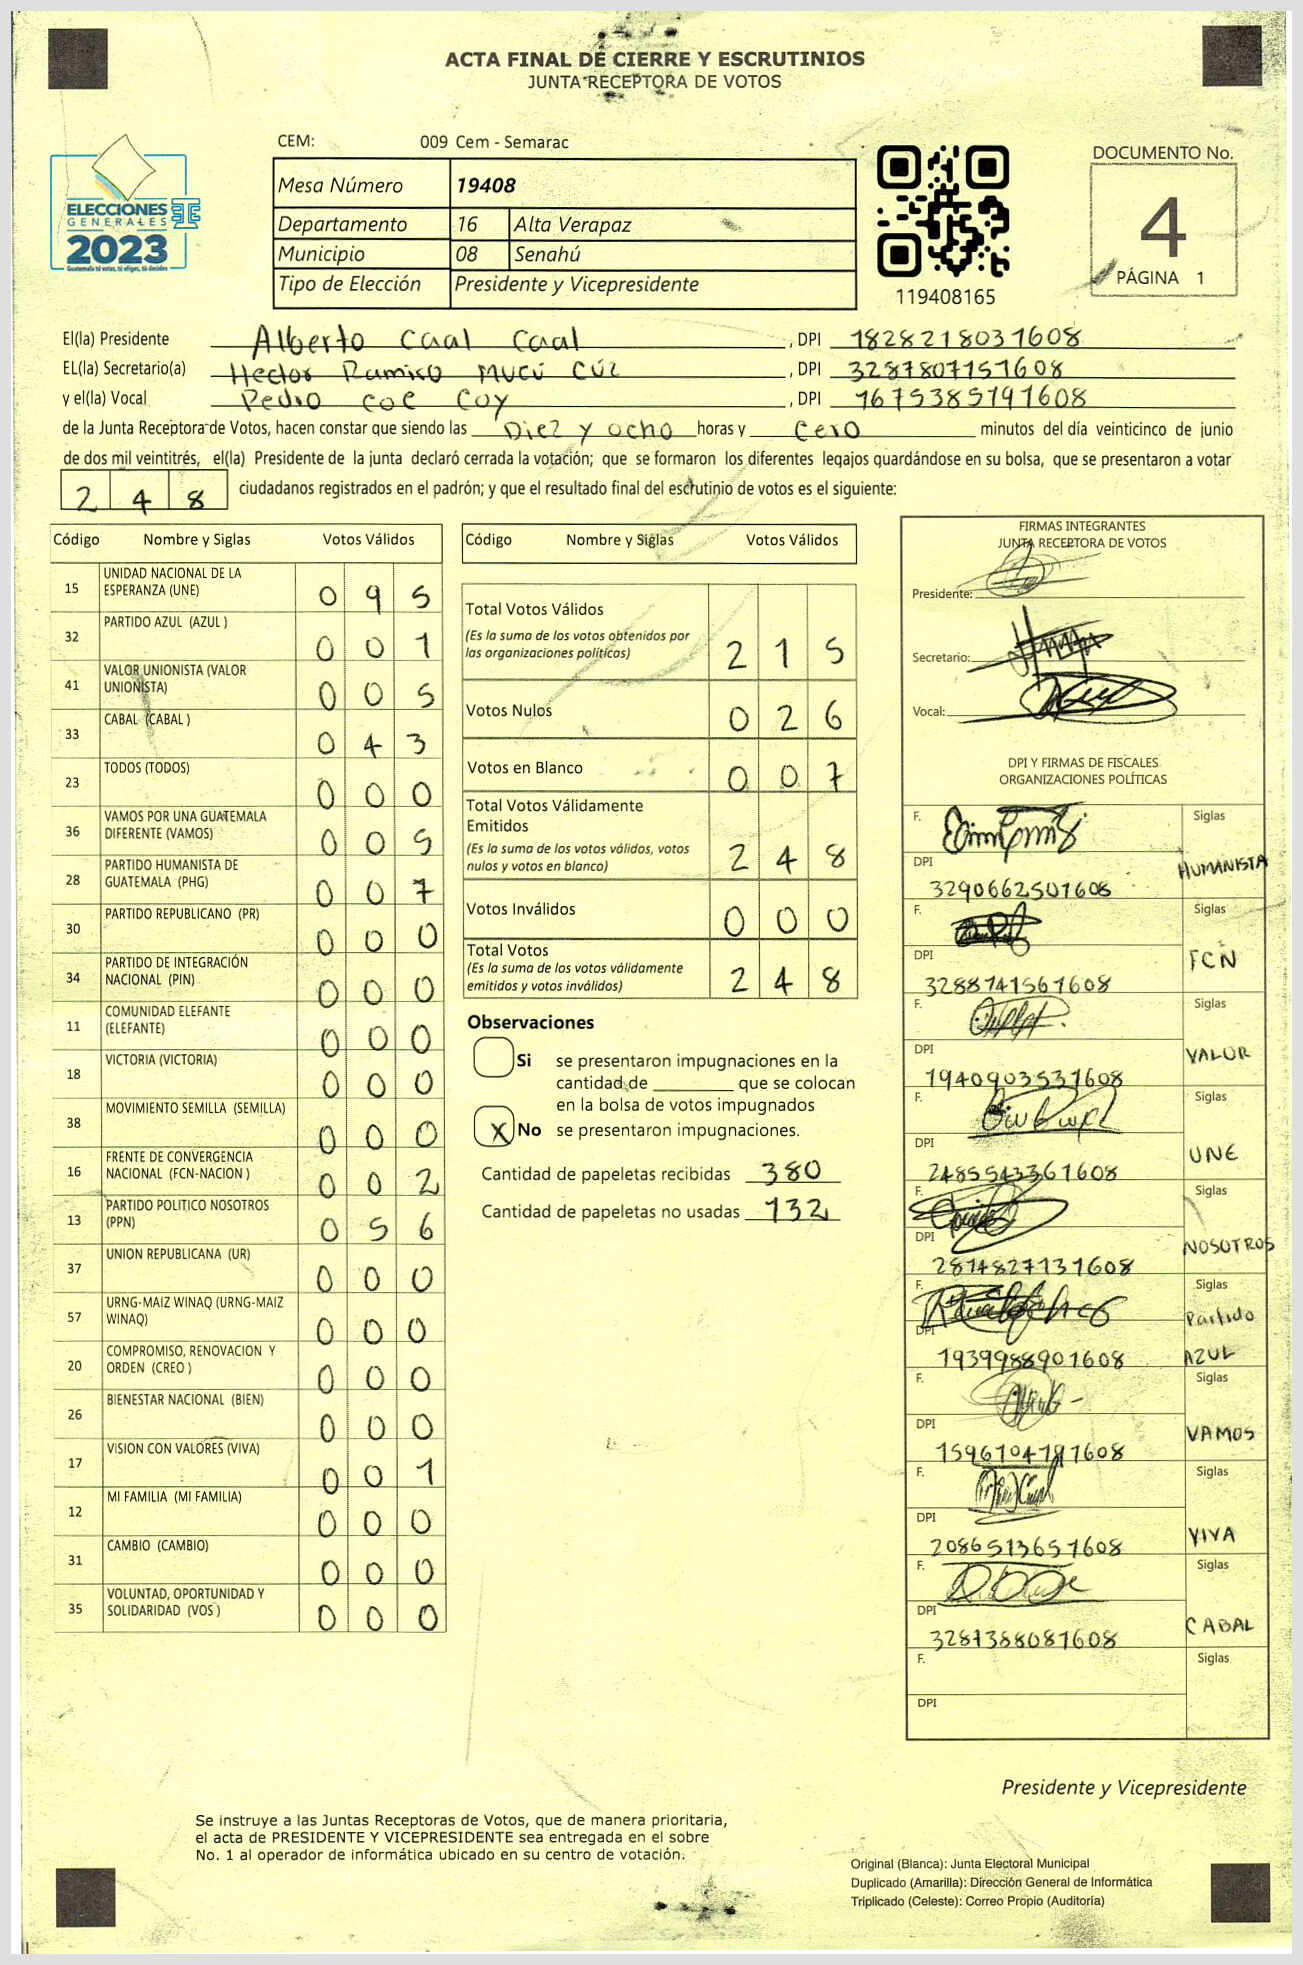 ACTA FINAL DE CIERRE Y ESCRUTINIOS
JUNTA RECEPTORA DE VOTOS
ELECCIONES
GENERALES
2023
Guatemala tú votas, tú eliges, tú decides
CEM: 009 Cem - Semarac
Mesa Número 19408
Departamento 16 Alta Verapaz
Municipio 08 Senahú
Tipo de Elección Presidente y Vicepresidente
119408165
DOCUMENTO No.
4
PÁGINA 1
El(la) Presidente Alberto Caal Caal , DPI 1828218031608
EL(la) Secretario(a) Hector Ramiro MUCÚ CÚZ , DPI 3287807151608
y el(la) Vocal Pedro COC COY , DPI 1675385191608
de la Junta Receptora de Votos, hacen constar que siendo las Diez y ocho horas y Cero minutos del día veinticinco de junio
de dos mil veintitrés, el(la) Presidente de la junta declaró cerrada la votación; que se formaron los diferentes legajos guardándose en su bolsa, que se presentaron a votar
2 4 8 ciudadanos registrados en el padrón; y que el resultado final del escrutinio de votos es el siguiente:
Código Nombre y Siglas Votos Válidos
15 UNIDAD NACIONAL DE LA
ESPERANZA (UNE) 0 9 5
32 PARTIDO AZUL (AZUL ) 0 0 1
41 VALOR UNIONISTA (VALOR
UNIONISTA) 0 0 5
33 CABAL (CABAL ) 0 4 3
23 TODOS (TODOS) 0 0 0
36 VAMOS POR UNA GUATEMALA
DIFERENTE (VAMOS) 0 0 5
28 PARTIDO HUMANISTA DE
GUATEMALA (PHG) 0 0 7
30 PARTIDO REPUBLICANO (PR) 0 0 0
34 PARTIDO DE INTEGRACIÓN
NACIONAL (PIN) 0 0 0
11 COMUNIDAD ELEFANTE
(ELEFANTE) 0 0 0
18 VICTORIA (VICTORIA) 0 0 0
38 MOVIMIENTO SEMILLA (SEMILLA) 0 0 0
16 FRENTE DE CONVERGENCIA
NACIONAL (FCN-NACION ) 0 0 2
13 PARTIDO POLITICO NOSOTROS
(PPN) 0 5 6
37 UNION REPUBLICANA (UR) 0 0 0
57 URNG-MAIZ WINAQ (URNG-MAIZ
WINAQ) 0 0 0
20 COMPROMISO, RENOVACION Y
ORDEN (CREO ) 0 0 0
26 BIENESTAR NACIONAL (BIEN) 0 0 0
17 VISION CON VALORES (VIVA) 0 0 1
12 MI FAMILIA (MI FAMILIA) 0 0 0
31 CAMBIO (CAMBIO) 0 0 0
35 VOLUNTAD, OPORTUNIDAD Y
SOLIDARIDAD (VOS ) 0 0 0
Código Nombre y Siglas Votos Válidos
Total Votos Válidos
(Es la suma de los votos obtenidos por
las organizaciones políticas) 2 1 5
Votos Nulos 0 2 6
Votos en Blanco 0 0 7
Total Votos Válidamente
Emitidos
(Es la suma de los votos válidos, votos
nulos y votos en blanco) 2 4 8
Votos Inválidos 0 0 0
Total Votos
(Es la suma de los votos válidamente
emitidos y votos inválidos) 2 4 8
Observaciones
Si se presentaron impugnaciones en la
cantidad de ________ que se colocan
en la bolsa de votos impugnados
X No se presentaron impugnaciones.
Cantidad de papeletas recibidas 380
Cantidad de papeletas no usadas 132
FIRMAS INTEGRANTES
JUNTA RECEPTORA DE VOTOS
Presidente:
Secretario:
Vocal:
DPI Y FIRMAS DE FISCALES
ORGANIZACIONES POLÍTICAS
F. Siglas
DPI HUMANISTA
3290662501608
F. Siglas
DPI FCN
3288741561608
F. Siglas
DPI VALOR
1940903531608
F. Siglas
DPI UNE
2485543361608
F. Siglas
DPI NOSOTROS
2814827131608
F. Siglas
DPI Partido
1939988901608 AZUL
F. Siglas
DPI VAMOS
1596104791608
F. Siglas
DPI VIVA
2086513651608
F. Siglas
DPI CABAL
3287388081608
F. Siglas
DPI
Presidente y Vicepresidente
Se instruye a las Juntas Receptoras de Votos, que de manera prioritaria,
el acta de PRESIDENTE Y VICEPRESIDENTE sea entregada en el sobre
No. 1 al operador de informática ubicado en su centro de votación.
Original (Blanca): Junta Electoral Municipal
Duplicado (Amarilla): Dirección General de Informática
Triplicado (Celeste): Correo Propio (Auditoría)